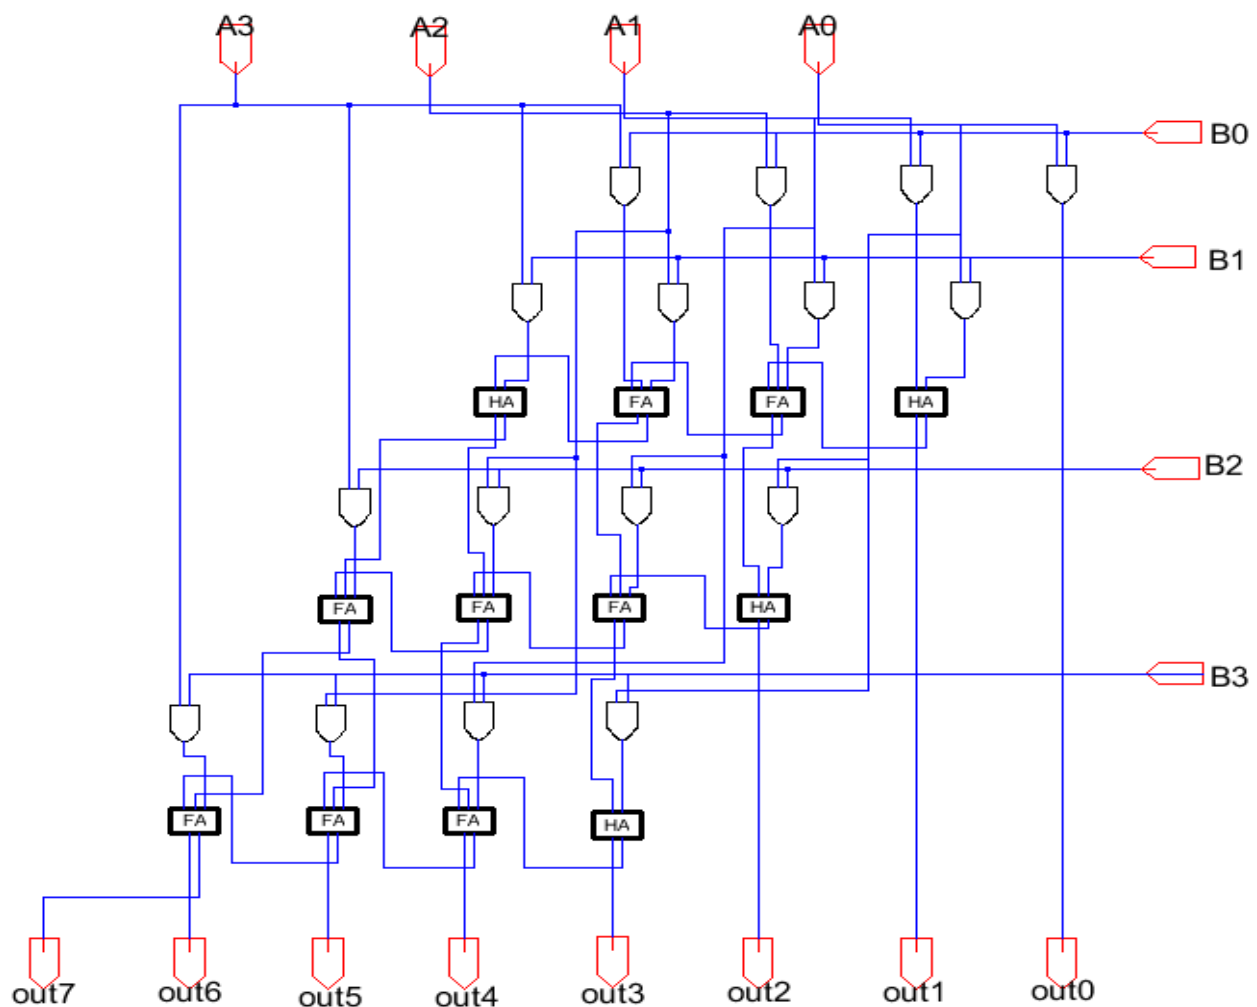 A3 A2 A1 A0
B0
B1
HA FA FA HA
B2
FA FA FA HA
B3
FA FA FA HA
out7 out6 out5 out4 out3 out2 out1 out0